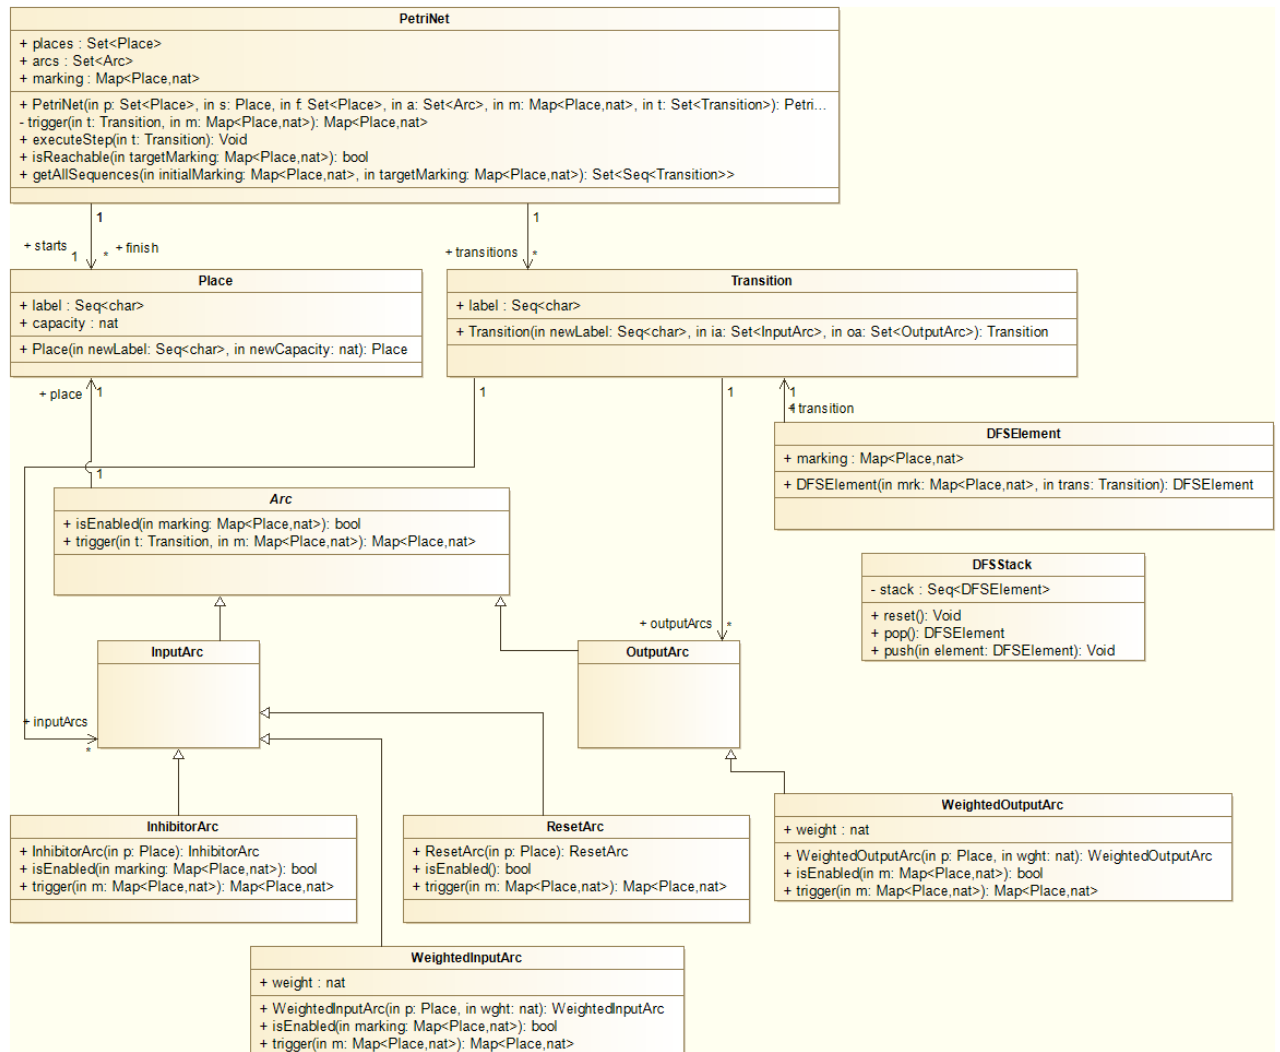 PetriNet
+ places : Set<Place>
+ arcs : Set<Arc>
+ marking : Map<Place,nat>
+ PetriNet(in p: Set<Place>, in s: Place, in f: Set<Place>, in a: Set<Arc>, in m: Map<Place,nat>, in t: Set<Transition>): Petri...
- trigger(in t: Transition, in m: Map<Place,nat>): Map<Place,nat>
+ executeStep(in t: Transition): Void
+ isReachable(in targetMarking: Map<Place,nat>): bool
+ getAllSequences(in initialMarking: Map<Place,nat>, in targetMarking: Map<Place,nat>): Set<Seq<Transition>>
1
1
+ starts
1
*
+ finish
+ transitions
*
Place
+ label : Seq<char>
+ capacity : nat
+ Place(in newLabel: Seq<char>, in newCapacity: nat): Place
Transition
+ label : Seq<char>
+ Transition(in newLabel: Seq<char>, in ia: Set<InputArc>, in oa: Set<OutputArc>): Transition
+ place
1
1
1
1
+ transition
DFSElement
+ marking : Map<Place,nat>
+ DFSElement(in mrk: Map<Place,nat>, in trans: Transition): DFSElement
1
Arc
+ isEnabled(in marking: Map<Place,nat>): bool
+ trigger(in t: Transition, in m: Map<Place,nat>): Map<Place,nat>
DFSStack
- stack : Seq<DFSElement>
+ reset(): Void
+ pop(): DFSElement
+ push(in element: DFSElement): Void
+ outputArcs
*
InputArc
OutputArc
+ inputArcs
*
InhibitorArc
+ InhibitorArc(in p: Place): InhibitorArc
+ isEnabled(in marking: Map<Place,nat>): bool
+ trigger(in m: Map<Place,nat>): Map<Place,nat>
ResetArc
+ ResetArc(in p: Place): ResetArc
+ isEnabled(): bool
+ trigger(in m: Map<Place,nat>): Map<Place,nat>
WeightedOutputArc
+ weight : nat
+ WeightedOutputArc(in p: Place, in wght: nat): WeightedOutputArc
+ isEnabled(in m: Map<Place,nat>): bool
+ trigger(in m: Map<Place,nat>): Map<Place,nat>
WeightedInputArc
+ weight : nat
+ WeightedInputArc(in p: Place, in wght: nat): WeightedInputArc
+ isEnabled(in marking: Map<Place,nat>): bool
+ trigger(in m: Map<Place,nat>): Map<Place,nat>